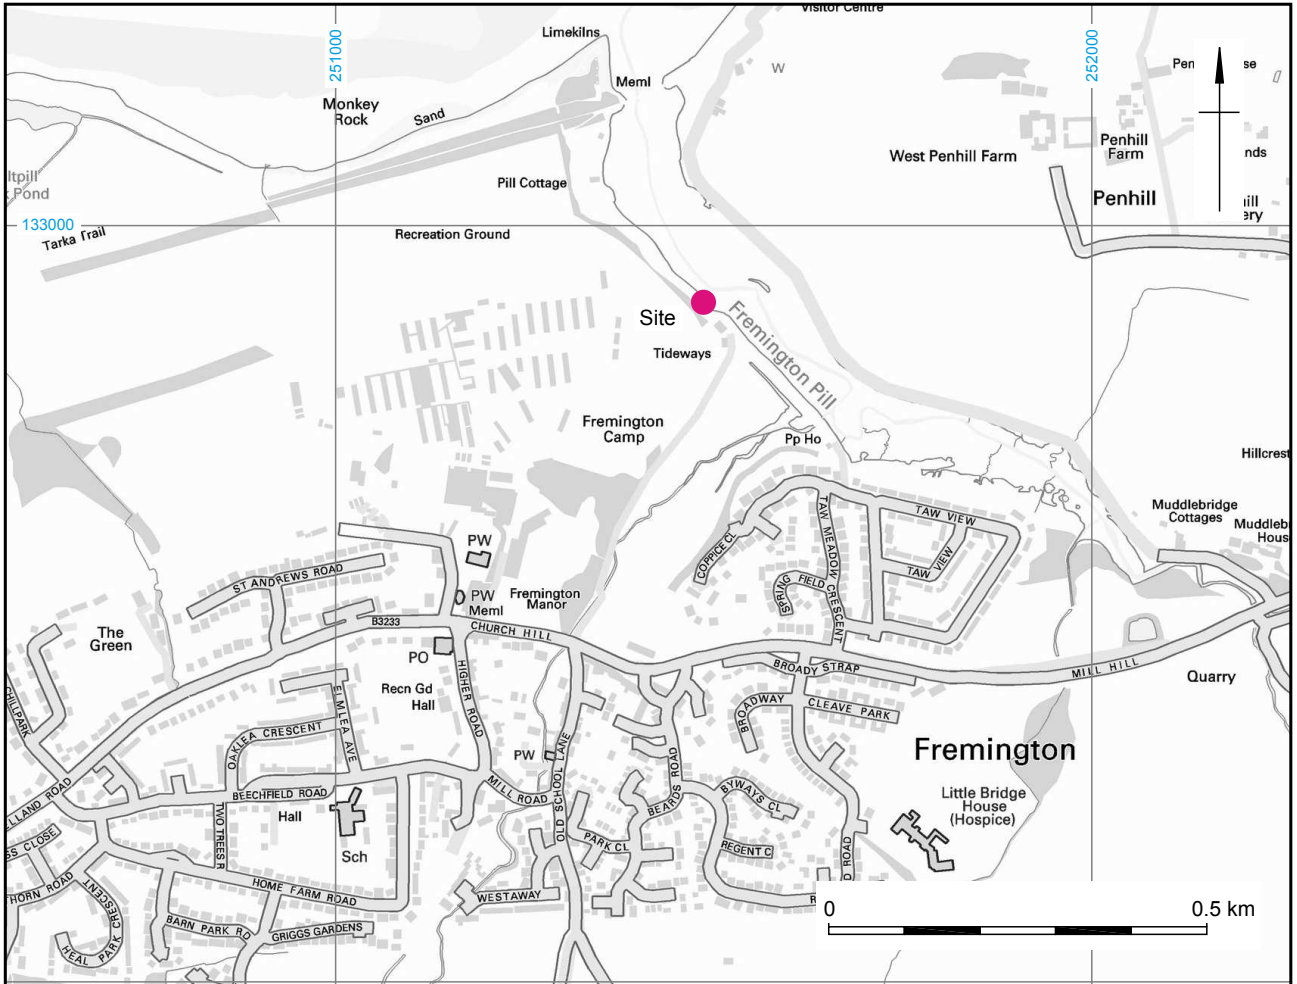 Visitor Centre
Limekilns
251000
252000
W
Meml
Monkey
Rock
Sand
West Penhill Farm
Penhill
Farm
Pill Cottage
Penhill
133000
Tarka Trail
Recreation Ground
Site
Fremington Pill
Tideways
Fremington
Camp
Pp Ho
Hillcrest
Muddlebridge
Cottages
TAW VIEW
TAW VIEW
TAW MEADOW CRESCENT
COPPICE CL
SPRING FIELD
PW
ST ANDREWS ROAD
PW
Meml
Fremington
Manor
The
Green
B3233
CHURCH HILL
PO
HIGHER ROAD
BROADY STRAP
MILL HILL
Quarry
Recn Gd
Hall
ELMLEA AVE
BROADWAY
CLEAVE PARK
OAKLEA CRESCENT
PW
OLD SCHOOL LANE
Fremington
BEECHFIELD ROAD
MILL ROAD
BEARDS ROAD
BYWAYS CL
Little Bridge
House
(Hospice)
Hall
TWO TREES R
Sch
PARK CL
REGENT C
HOME FARM ROAD
WESTAWAY
HEAL PARK CRESCENT
BARN PARK RD
GRIGGS GARDENS
0
0.5 km